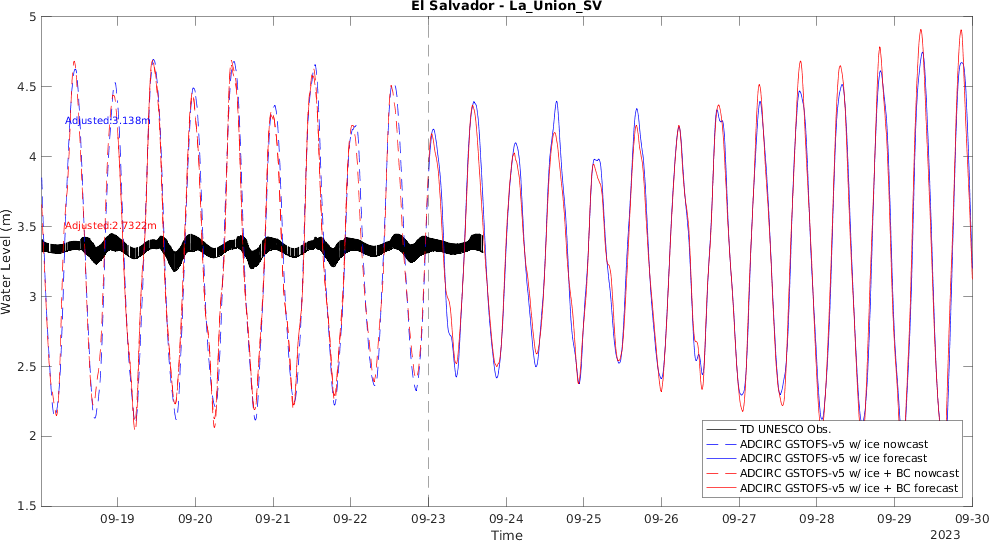 El Salvador - La_Union_SV
5
4.5
4
3.5
3
2.5
2
1.5
Water Level (m)
Adjusted:3.138m
Adjusted:2.7322m
TD UNESCO Obs.
ADCIRC GSTOFS-v5 w/ ice nowcast
ADCIRC GSTOFS-v5 w/ ice forecast
ADCIRC GSTOFS-v5 w/ ice + BC nowcast
ADCIRC GSTOFS-v5 w/ ice + BC forecast
09-19 09-20 09-21 09-22 09-23 09-24 09-25 09-26 09-27 09-28 09-29 09-30
Time
2023